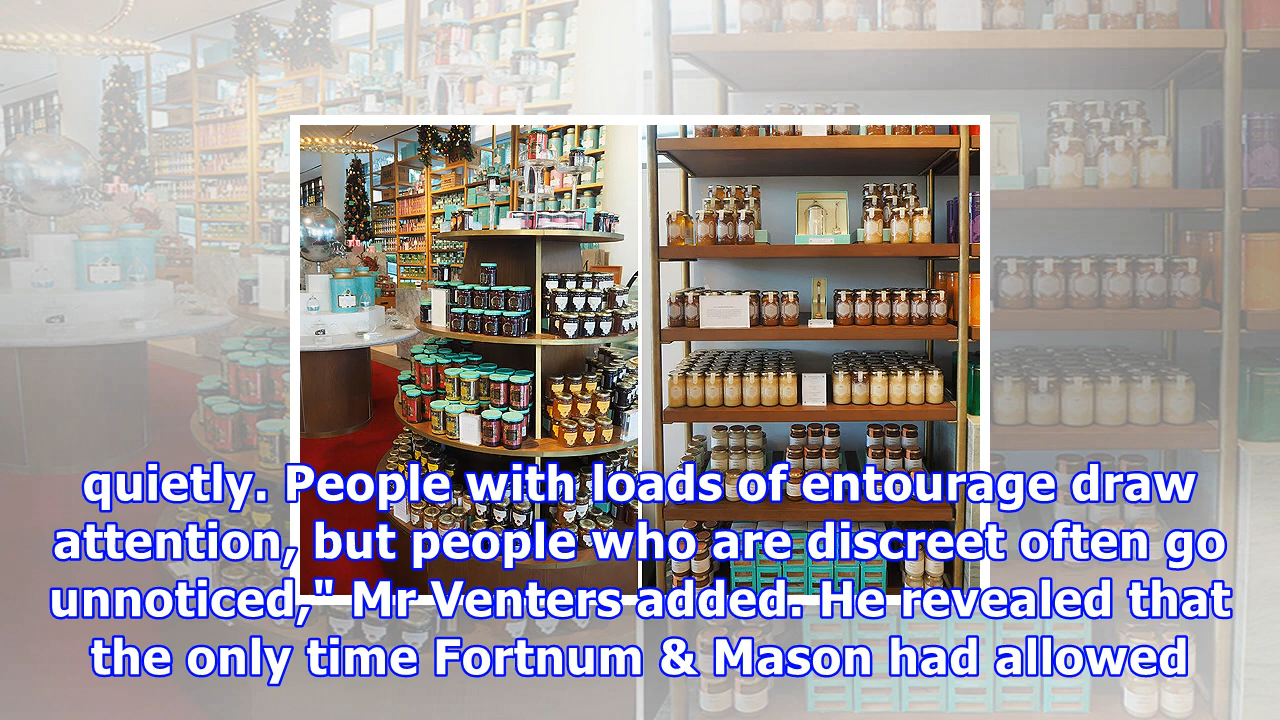 quietly. People with loads of entourage draw
attention, but people who are discreet often go
unnoticed," Mr Venters added. He revealed that
the only time Fortnum & Mason had allowed